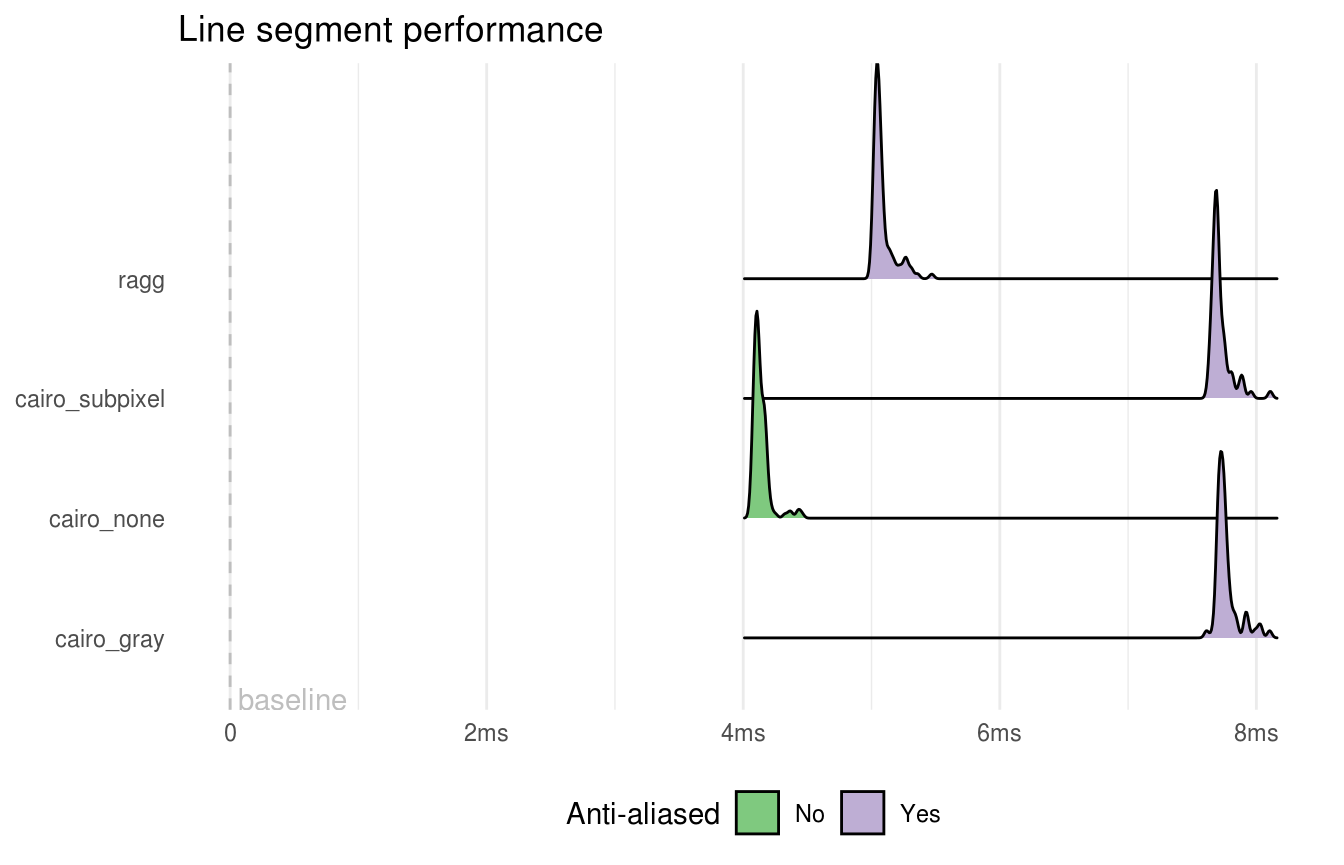 Line segment performance
ragg
cairo_subpixel
cairo_none
cairo_gray
baseline
0 2ms 4ms 6ms 8ms
Anti-aliased No Yes